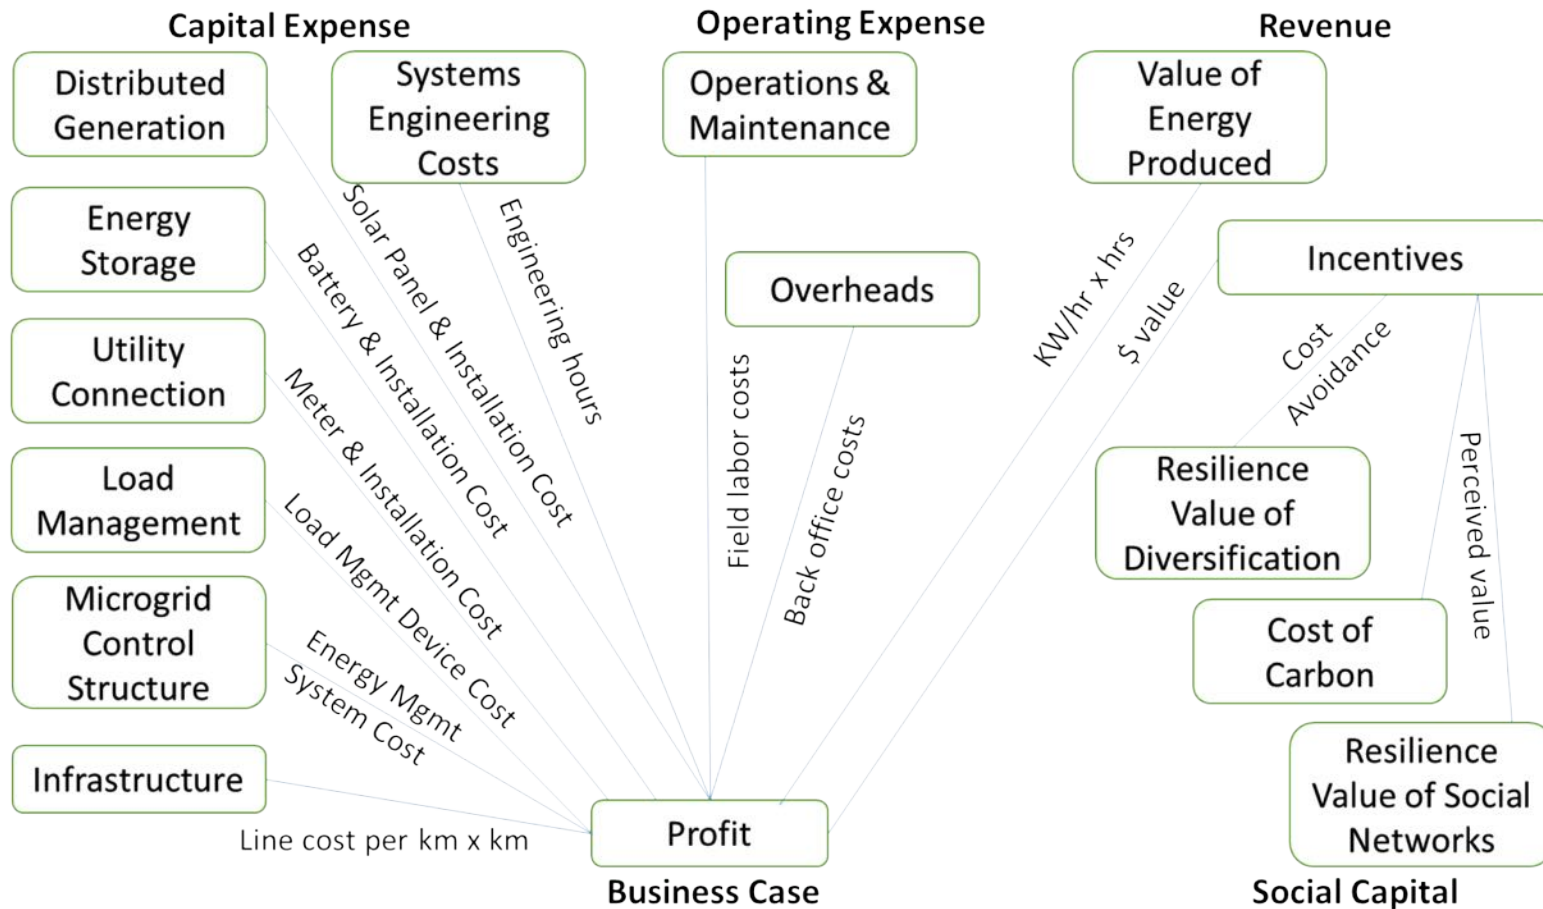 Capital Expense
Operating Expense
Revenue
Distributed
Generation
Systems
Engineering
Costs
Operations &
Maintenance
Value of
Energy
Produced
Energy
Storage
Solar Panel & Installation Cost
Engineering hours
Overheads
KW/hr x hrs
$ value
Incentives
Utility
Connection
Battery & Installation Cost
Cost
Avoidance
Load
Management
Meter & Installation Cost
Field labor costs
Back office costs
Resilience
Value of
Diversification
Perceived value
Microgrid
Control
Structure
Load Mgmt Device Cost
Energy Mgmt
System Cost
Cost of
Carbon
Infrastructure
Line cost per km x km
Profit
Resilience
Value of Social
Networks
Business Case
Social Capital